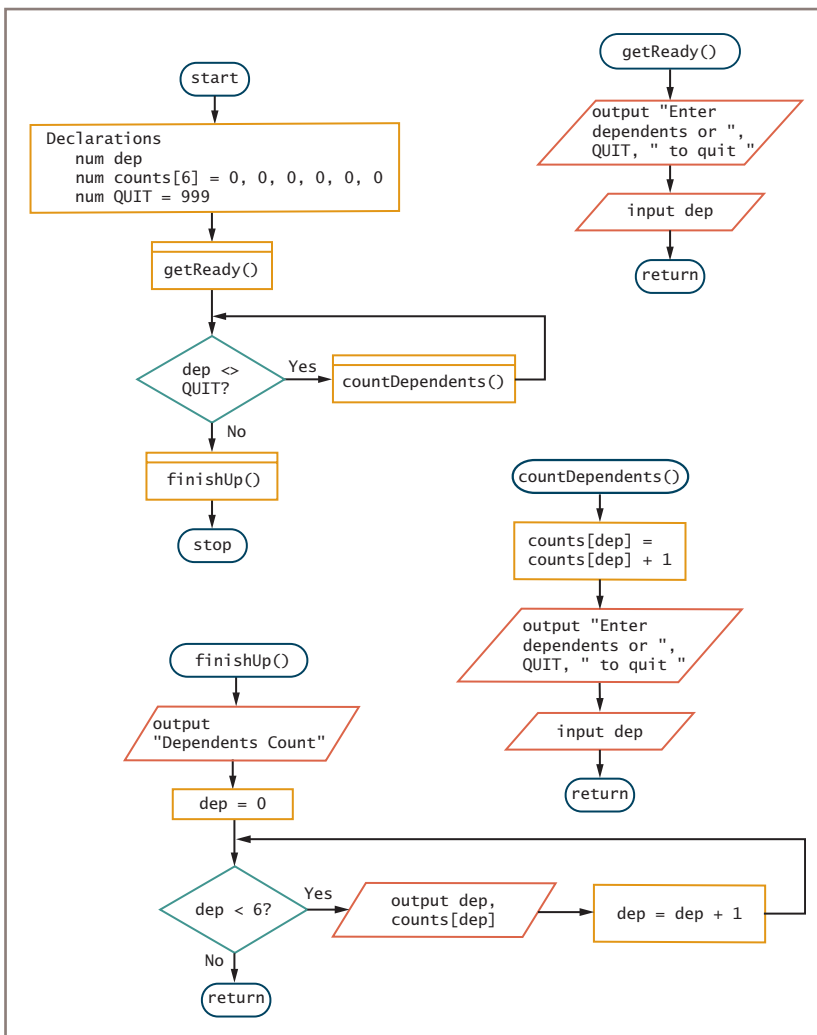 start
Declarations
num dep
num counts[6] = 0, 0, 0, 0, 0, 0
num QUIT = 999
getReady()
dep <>
QUIT?
Yes
countDependents()
No
finishUp()
stop
getReady()
output "Enter
dependents or ",
QUIT, " to quit "
input dep
return
countDependents()
counts[dep] =
counts[dep] + 1
output "Enter
dependents or ",
QUIT, " to quit "
input dep
return
finishUp()
output
"Dependents Count"
dep = 0
dep < 6?
Yes
output dep,
counts[dep]
dep = dep + 1
No
return